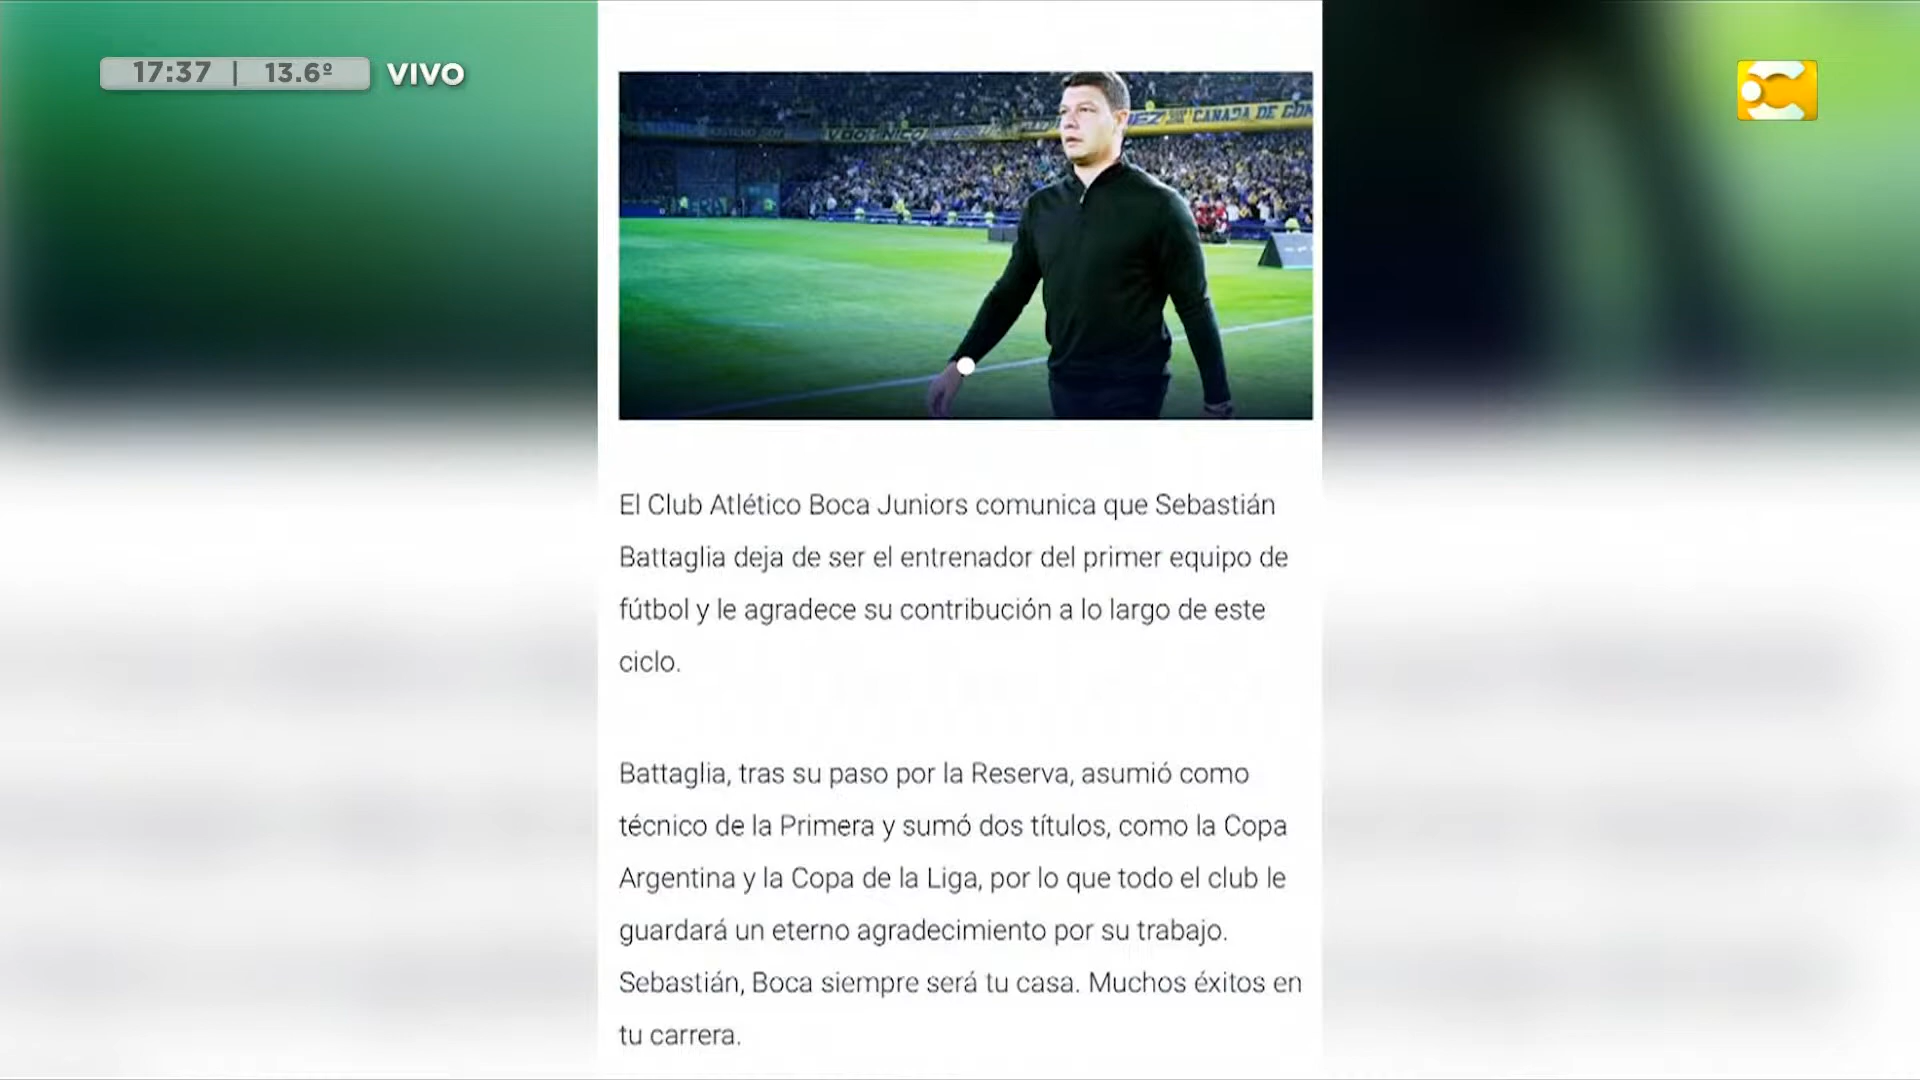 17:37 | 13.6º VIVO
CANADA DE GOM
El Club Atlético Boca Juniors comunica que Sebastián
Battaglia deja de ser el entrenador del primer equipo de
fútbol y le agradece su contribución a lo largo de este
ciclo.
Battaglia, tras su paso por la Reserva, asumió como
técnico de la Primera y sumó dos títulos, como la Copa
Argentina y la Copa de la Liga, por lo que todo el club le
guardará un eterno agradecimiento por su trabajo.
Sebastián, Boca siempre será tu casa. Muchos éxitos en
tu carrera.